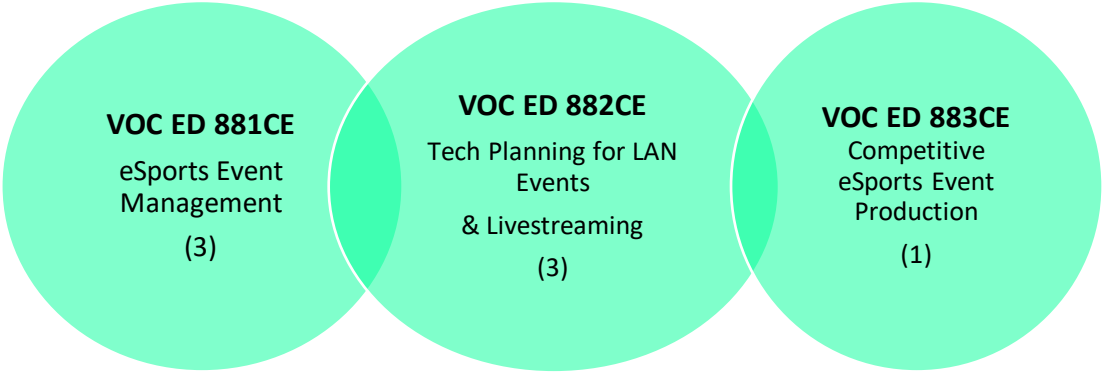 VOC ED 881CE
eSports Event
Management
(3)
VOC ED 882CE
Tech Planning for LAN
Events
& Livestreaming
(3)
VOC ED 883CE
Competitive
eSports Event
Production
(1)